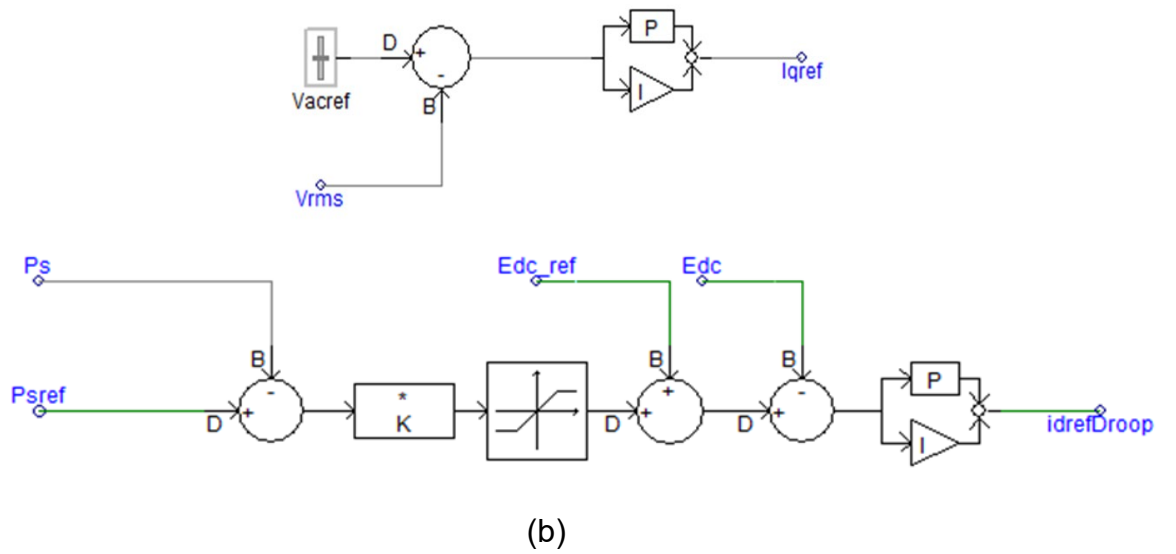 P
D
+
-
Iqref
I
Vacref
B
Vrms
Ps
Edc_ref
Edc
B
B
B
-
+
-
P
Psref
*
D
+
K
D
+
D
+
I
idrefDroop
(b)